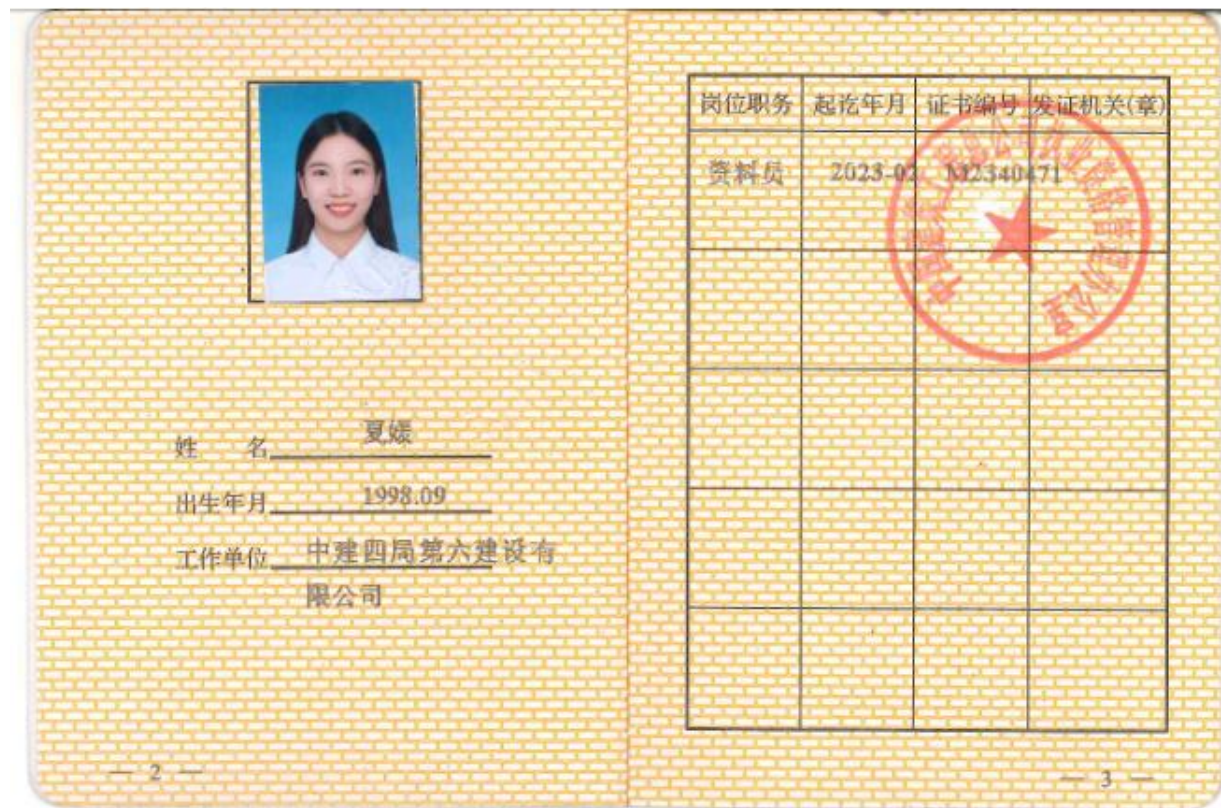 姓 名 夏媛
出生年月 1998.09
工作单位 中建四局第六建设有
限公司
— 2 —
岗位职务 起讫年月 证书编号 发证机关(章)
资料员 2023-02 N12340471
— 3 —